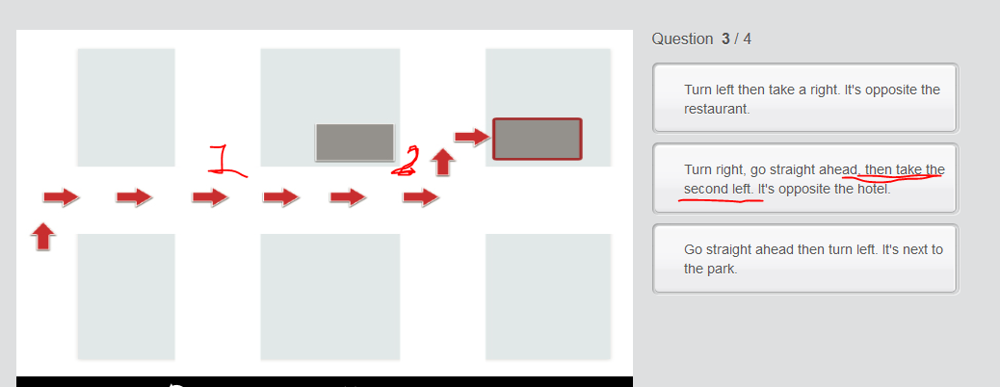 Question 3 / 4
Turn left then take a right. It's opposite the
restaurant.
Turn right, go straight ahead, then take the
second left. It's opposite the hotel.
Go straight ahead then turn left. It's next to
the park.
1
2